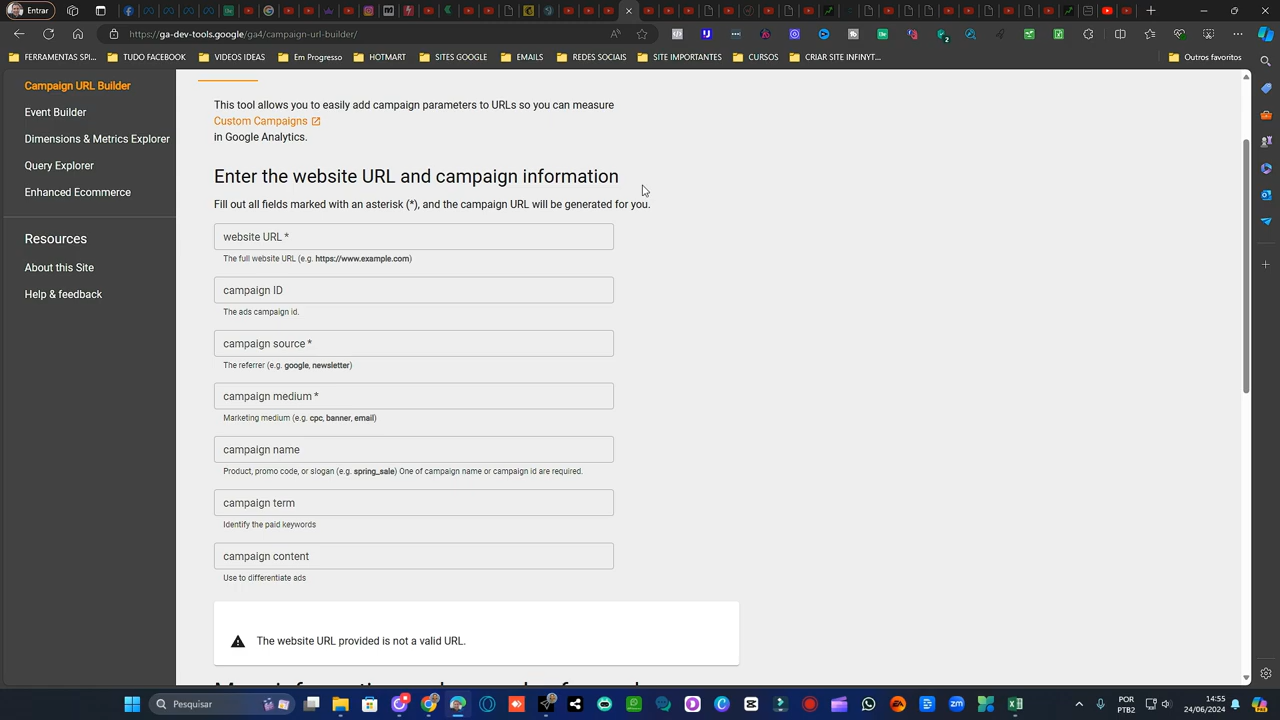 Entrar
https://ga-dev-tools.google/ga4/campaign-url-builder/
FERRAMENTAS SPI...
TUDO FACEBOOK
VIDEOS IDEAS
Em Progresso
HOTMART
SITES GOOGLE
EMAILS
REDES SOCIAIS
SITE IMPORTANTES
CURSOS
CRIAR SITE INFINYT...
Outros favoritos
Campaign URL Builder
Event Builder
Dimensions & Metrics Explorer
Query Explorer
Enhanced Ecommerce
Resources
About this Site
Help & feedback
This tool allows you to easily add campaign parameters to URLs so you can measure
Custom Campaigns
in Google Analytics.
Enter the website URL and campaign information
Fill out all fields marked with an asterisk (*), and the campaign URL will be generated for you.
website URL *
The full website URL (e.g. https://www.example.com)
campaign ID
The ads campaign id.
campaign source *
The referrer (e.g. google, newsletter)
campaign medium *
Marketing medium (e.g. cpc, banner, email)
campaign name
Product, promo code, or slogan (e.g. spring_sale) One of campaign name or campaign id are required.
campaign term
Identify the paid keywords
campaign content
Use to differentiate ads
The website URL provided is not a valid URL.
Pesquisar
POR
PTB2
14:55
24/06/2024